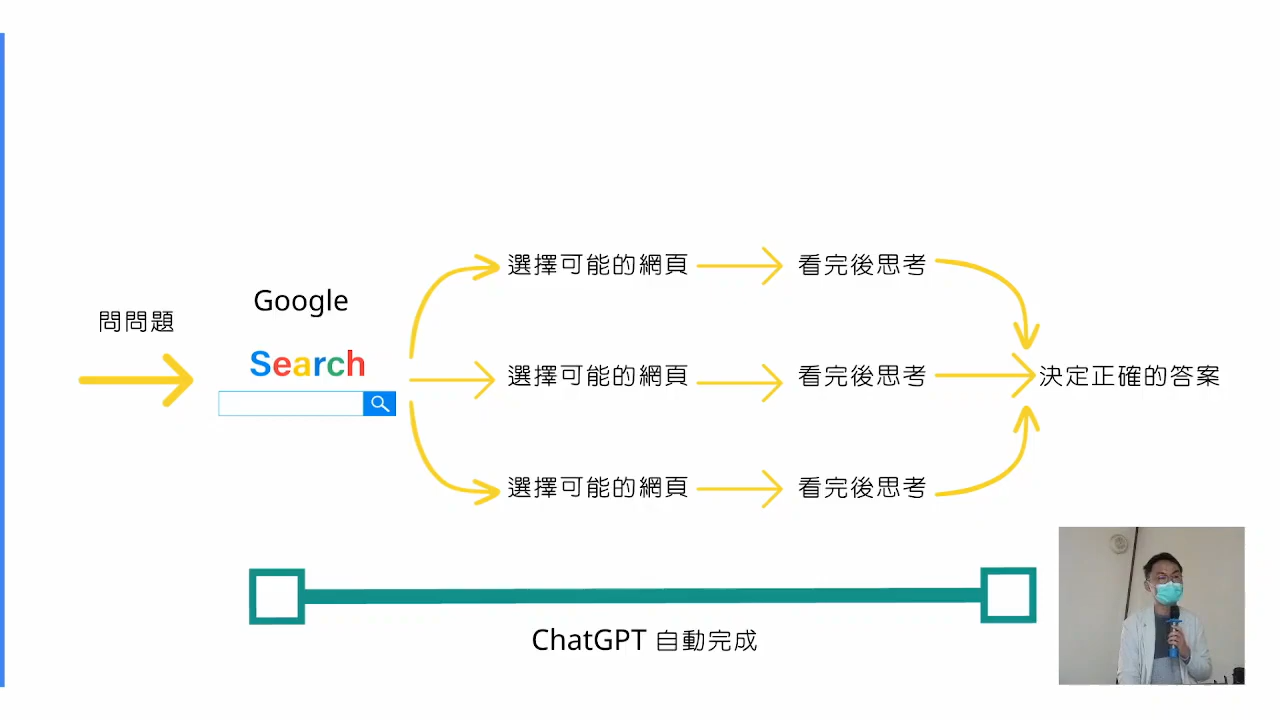 問問題
Google
Search
選擇可能的網頁
看完後思考
選擇可能的網頁
看完後思考
決定正確的答案
選擇可能的網頁
看完後思考
ChatGPT 自動完成